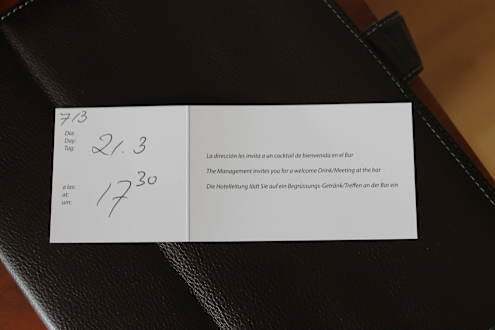 713
Día:
Day:
Tag:
21.3
a las:
at:
um:
17 30
La dirección les invita a un cocktail de bienvenida en el Bar
The Management invites you for a welcome Drink/Meeting at the bar
Die Hotelleitung lädt Sie auf ein Begrüssungs-Getränk/Treffen an der Bar ein